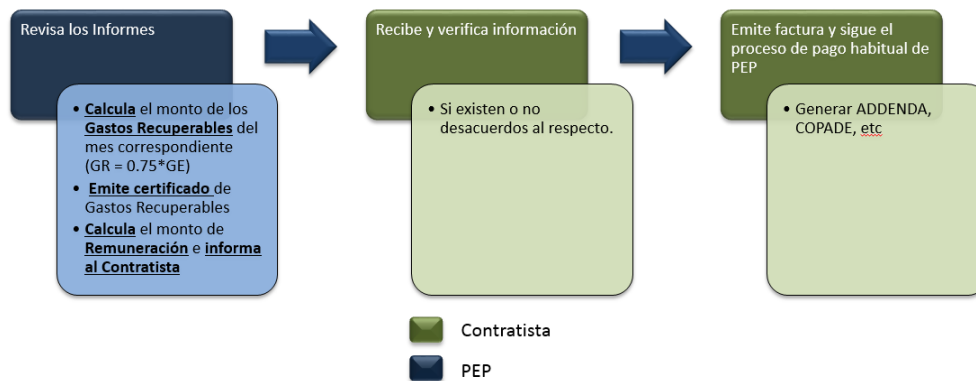 Revisa los Informes
• Calcula el monto de los
Gastos Recuperables del
mes correspondiente
(GR = 0.75*GE)
• Emite certificado de
Gastos Recuperables
• Calcula el monto de
Remuneración e informa
al Contratista
Recibe y verifica información
• Si existen o no
desacuerdos al respecto.
Emite factura y sigue el
proceso de pago habitual de
PEP
• Generar ADDENDA,
COPADE, etc
Contratista
PEP